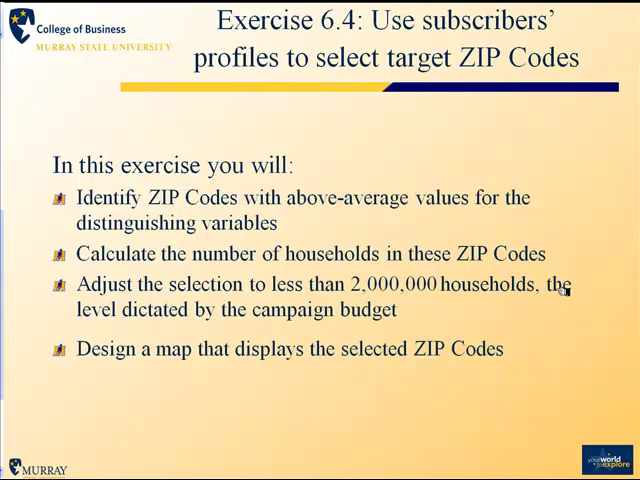 College of Business
MURRAY STATE UNIVERSITY
Exercise 6.4: Use subscribers’
profiles to select target ZIP Codes
In this exercise you will:
Identify ZIP Codes with above-average values for the
distinguishing variables
Calculate the number of households in these ZIP Codes
Adjust the selection to less than 2,000,000 households, the
level dictated by the campaign budget
Design a map that displays the selected ZIP Codes
MURRAY
your world
to explore